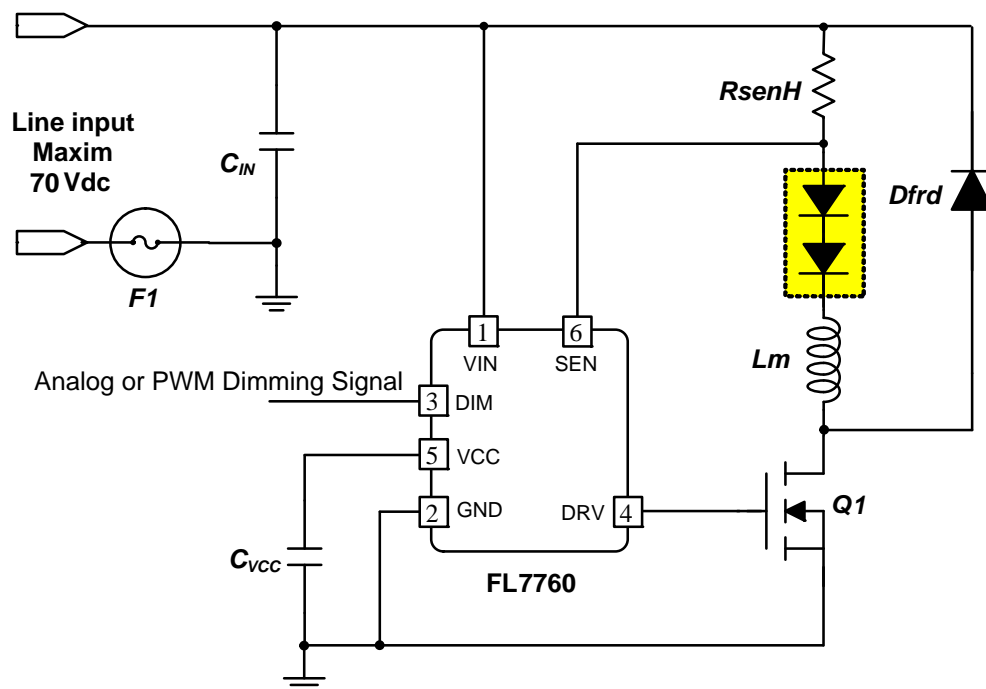 RsenH
Line input
Maxim
70 Vdc
C_IN
Dfrd
F1
1
6
VIN
SEN
Lm
Analog or PWM Dimming Signal
3
DIM
5
VCC
2
GND
DRV
4
Q1
C_VCC
FL7760